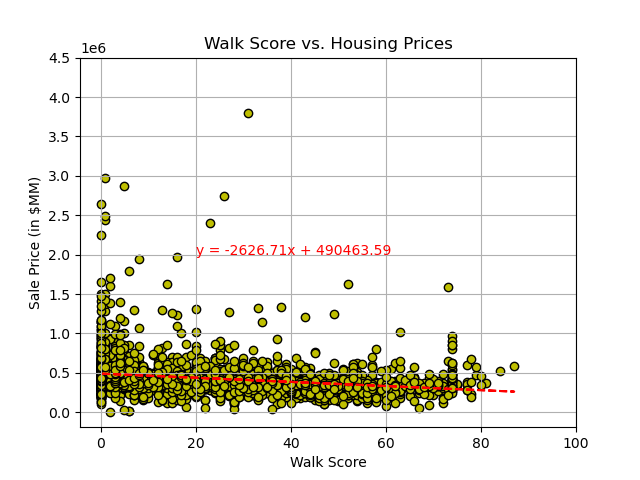 Walk Score vs. Housing Prices
1e6
4.5
4.0
3.5
3.0
2.5
2.0
1.5
1.0
0.5
0.0
Sale Price (in $MM)
y = -2626.71x + 490463.59
0 20 40 60 80 100
Walk Score